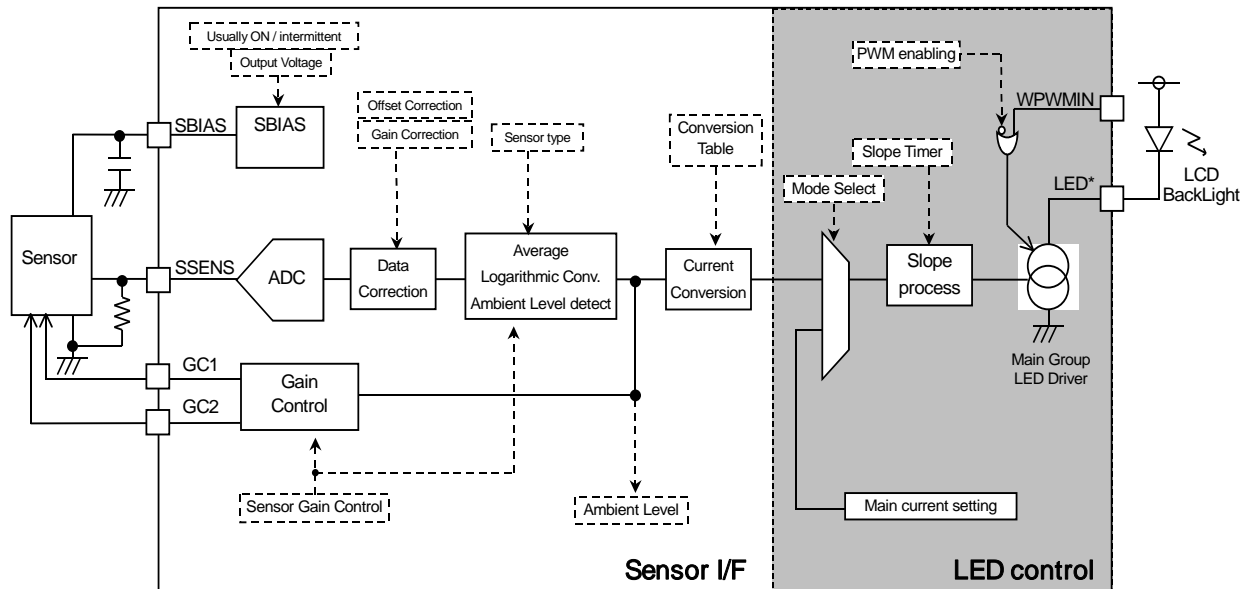 Usually ON / intermittent
Output Voltage
SBIAS
SBIAS
Offset Correction
Gain Correction
Sensor type
Conversion
Table
PWM enabling
WPWMIN
Slope Timer
Mode Select
LED*
LCD
BackLight
Sensor
SSENS
ADC
Data
Correction
Average
Logarithmic Conv.
Ambient Level detect
Current
Conversion
Slope
process
Main Group
LED Driver
GC1
GC2
Gain
Control
Sensor Gain Control
Ambient Level
Main current setting
Sensor I/F
LED control